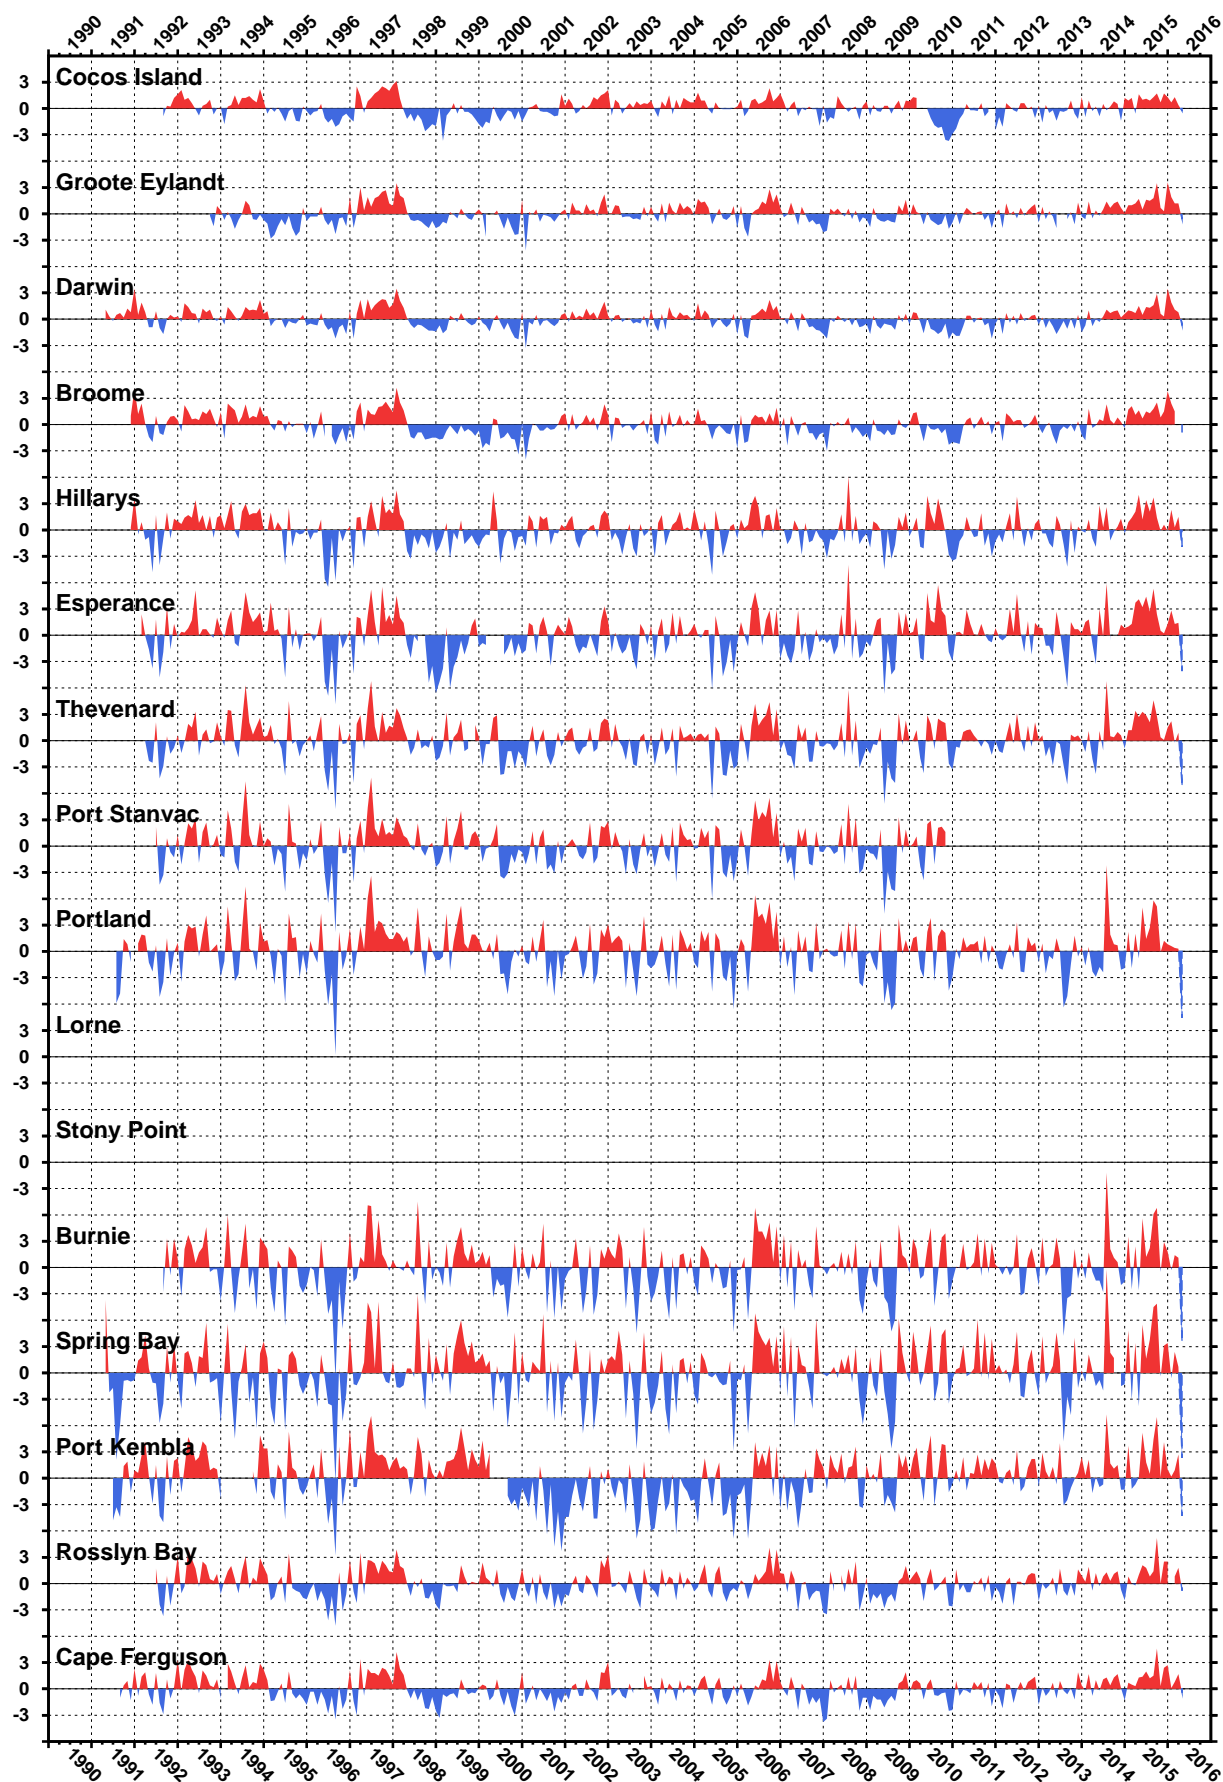 1990 1991 1992 1993 1994 1995 1996 1997 1998 1999 2000 2001 2002 2003 2004 2005 2006 2007 2008 2009 2010 2011 2012 2013 2014 2015 2016
Cocos Island
3
0
-3
Groote Eylandt
3
0
-3
Darwin
3
0
-3
Broome
3
0
-3
Hillarys
3
0
-3
Esperance
3
0
-3
Thevenard
3
0
-3
Port Stanvac
3
0
-3
Portland
3
0
-3
Lorne
3
0
-3
Stony Point
3
0
-3
Burnie
3
0
-3
Spring Bay
3
0
-3
Port Kembla
3
0
-3
Rosslyn Bay
3
0
-3
Cape Ferguson
3
0
-3
1990 1991 1992 1993 1994 1995 1996 1997 1998 1999 2000 2001 2002 2003 2004 2005 2006 2007 2008 2009 2010 2011 2012 2013 2014 2015 2016